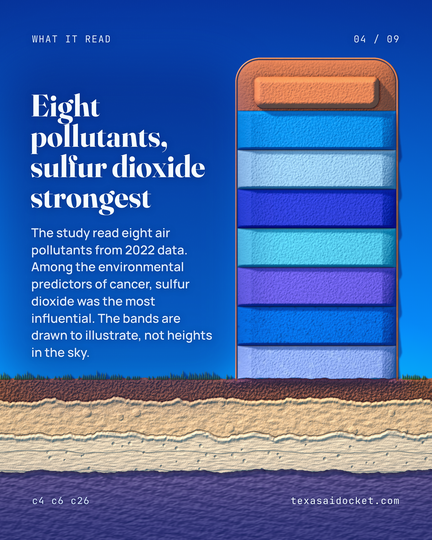 WHAT IT READ
04 / 09
Eight
pollutants,
sulfur dioxide
strongest
The study read eight air
pollutants from 2022 data.
Among the environmental
predictors of cancer, sulfur
dioxide was the most
influential. The bands are
drawn to illustrate, not heights
in the sky.
c4 c6 c26
texasaidocket.com